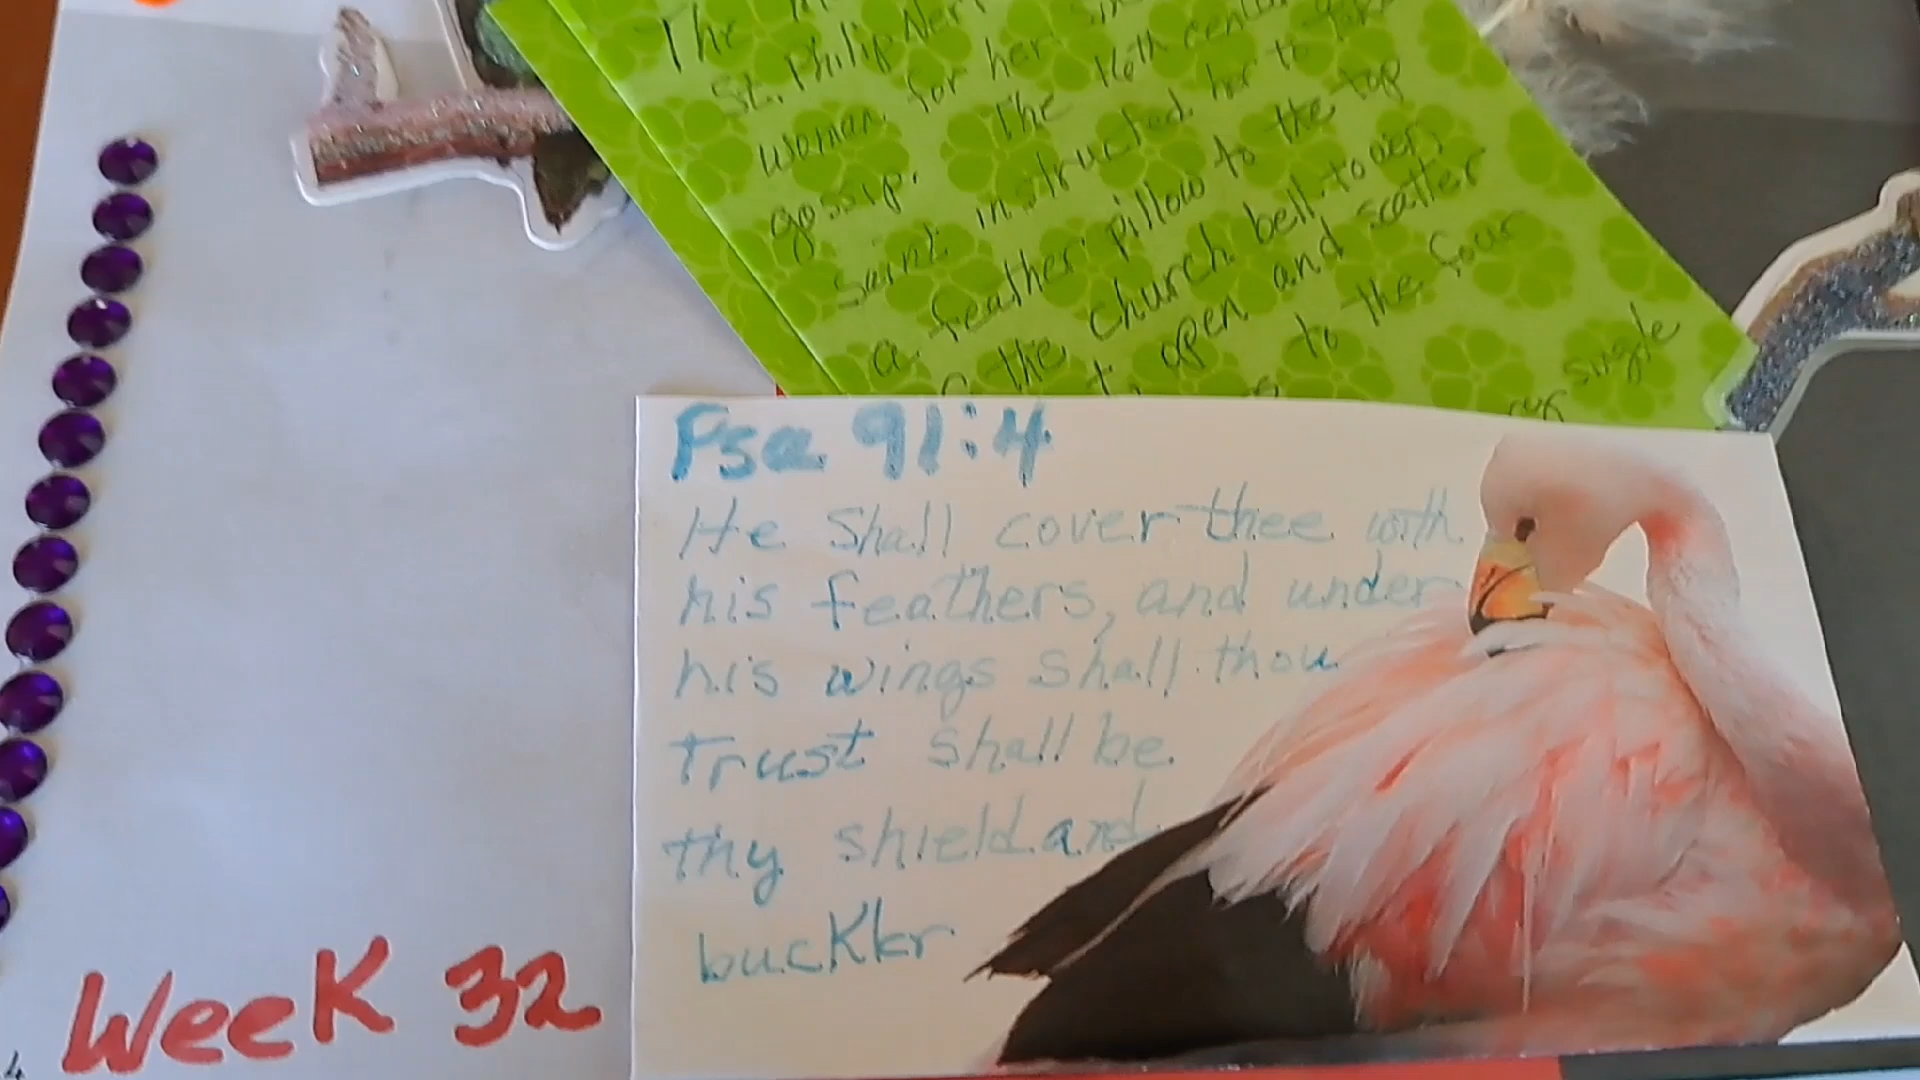 The
St. Philip Neri
woman for her
gossip. The 16th
saint instructed her to take
a feather pillow to the top
the church bell tower,
open and scatter
to the four
single
Psa 91:4
He Shall cover thee with
his feathers, and under
his wings shall thou
trust shall be
thy shield and
bucKler
WeeK 32
4